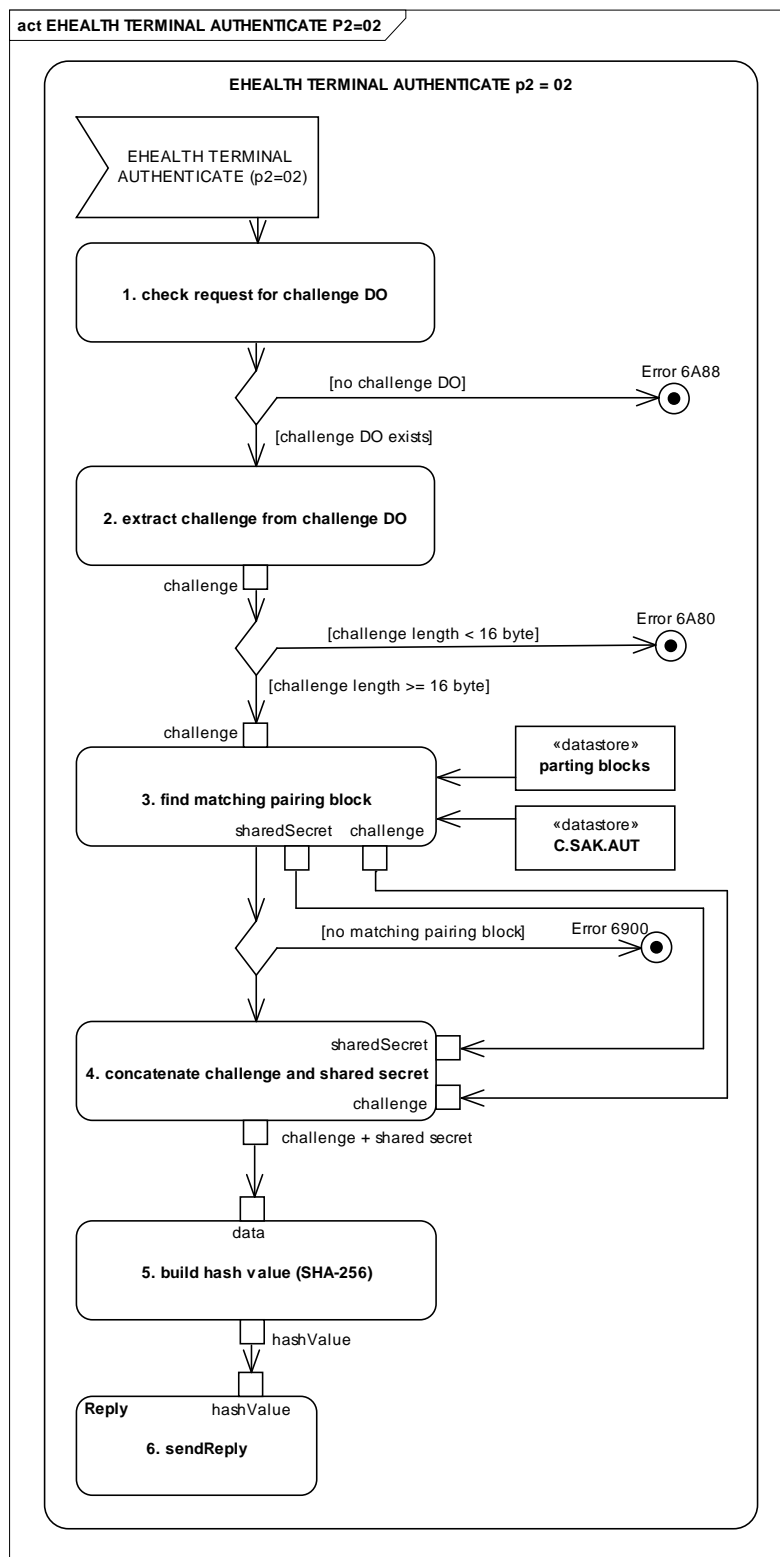 act EHEALTH TERMINAL AUTHENTICATE P2=02
EHEALTH TERMINAL AUTHENTICATE p2 = 02
EHEALTH TERMINAL
AUTHENTICATE (p2=02)
1. check request for challenge DO
[no challenge DO]
Error 6A88
[challenge DO exists]
2. extract challenge from challenge DO
challenge
[challenge length < 16 byte]
Error 6A80
[challenge length >= 16 byte]
challenge
«datastore»
parting blocks
3. find matching pairing block
«datastore»
C.SAK.AUT
sharedSecret
challenge
[no matching pairing block]
Error 6900
sharedSecret
4. concatenate challenge and shared secret
challenge
challenge + shared secret
data
5. build hash value (SHA-256)
hashValue
Reply
hashValue
6. sendReply